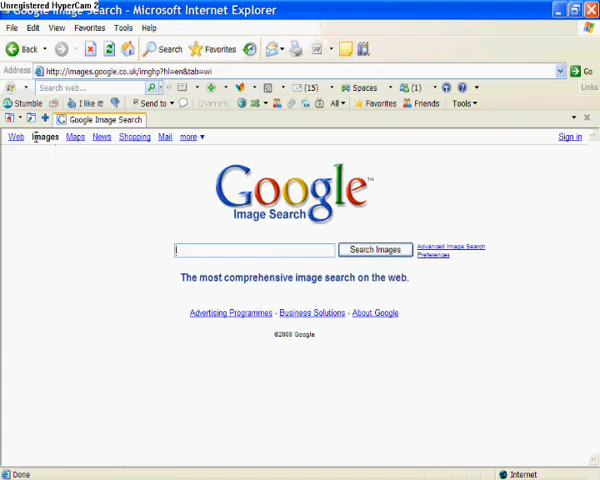 Unregistered HyperCam 2
Google Image Search - Microsoft Internet Explorer
File Edit View Favorites Tools Help
Back Search Favorites
Address http://images.google.co.uk/imghp?hl=en&tab=wi Go
Search web... (15) Spaces (1) Links
Stumble I like it! Send to Channels All Favorites Friends Tools
Google Image Search
Web Images Maps News Shopping Mail more ▼ Sign in
Google™
Image Search
Search Images
Advanced Image Search
Preferences
The most comprehensive image search on the web.
Advertising Programmes - Business Solutions - About Google
©2008 Google
Done Internet